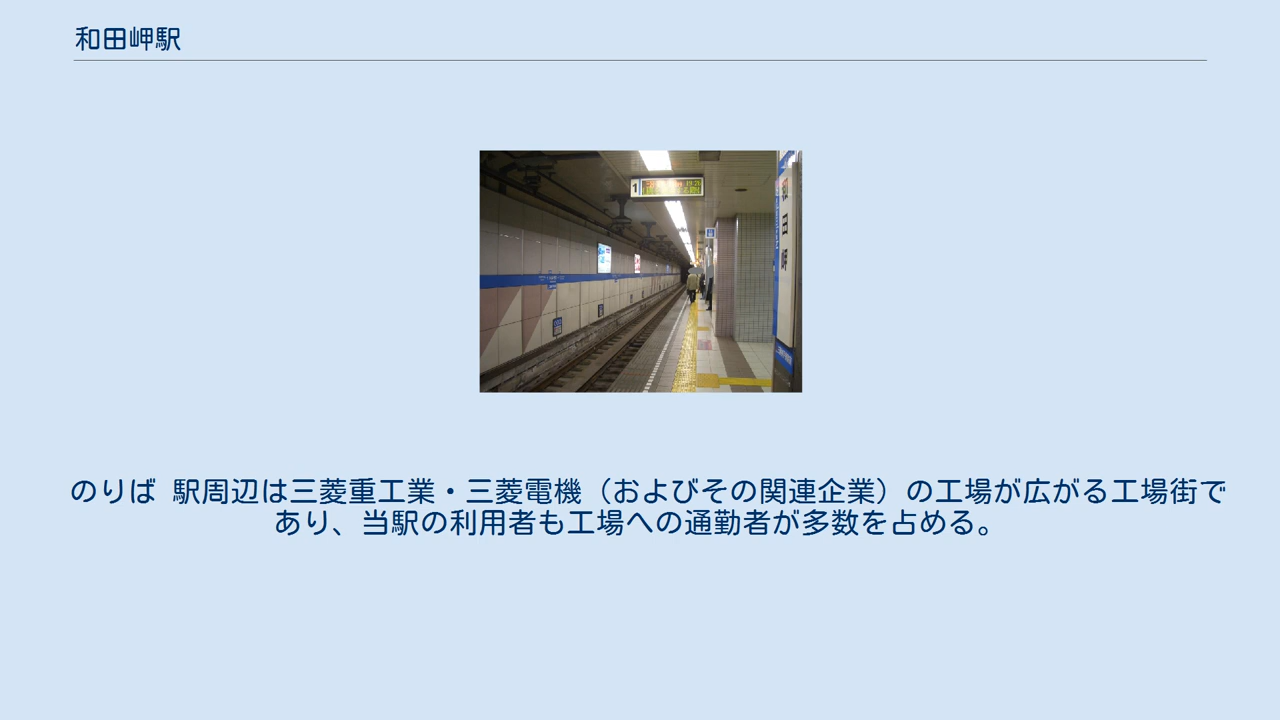 和田岬駅
1
のりば 駅周辺は三菱重工業・三菱電機（およびその関連企業）の工場が広がる工場街で
あり、当駅の利用者も工場への通勤者が多数を占める。